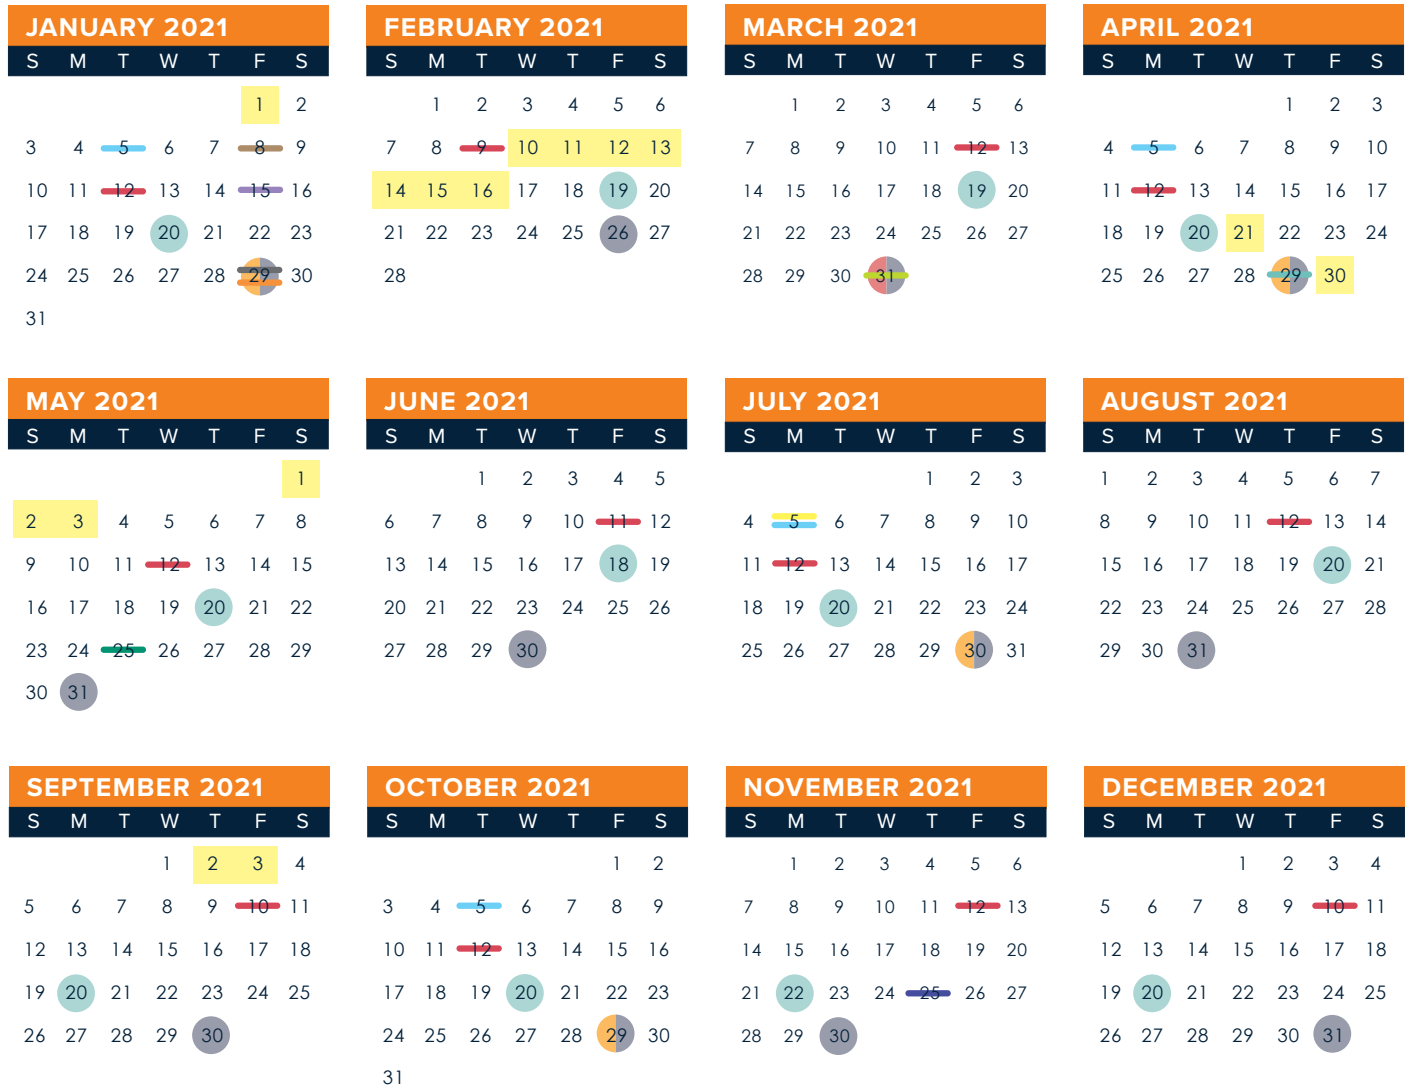 JANUARY 2021
S M T W T F S
1 2
3 4 5 6 7 8 9
10 11 12 13 14 15 16
17 18 19 20 21 22 23
24 25 26 27 28 29 30
31
FEBRUARY 2021
S M T W T F S
1 2 3 4 5 6
7 8 9 10 11 12 13
14 15 16 17 18 19 20
21 22 23 24 25 26 27
28
MARCH 2021
S M T W T F S
1 2 3 4 5 6
7 8 9 10 11 12 13
14 15 16 17 18 19 20
21 22 23 24 25 26 27
28 29 30 31
APRIL 2021
S M T W T F S
1 2 3
4 5 6 7 8 9 10
11 12 13 14 15 16 17
18 19 20 21 22 23 24
25 26 27 28 29 30
MAY 2021
S M T W T F S
1
2 3 4 5 6 7 8
9 10 11 12 13 14 15
16 17 18 19 20 21 22
23 24 25 26 27 28 29
30 31
JUNE 2021
S M T W T F S
1 2 3 4 5
6 7 8 9 10 11 12
13 14 15 16 17 18 19
20 21 22 23 24 25 26
27 28 29 30
JULY 2021
S M T W T F S
1 2 3
4 5 6 7 8 9 10
11 12 13 14 15 16 17
18 19 20 21 22 23 24
25 26 27 28 29 30 31
AUGUST 2021
S M T W T F S
1 2 3 4 5 6 7
8 9 10 11 12 13 14
15 16 17 18 19 20 21
22 23 24 25 26 27 28
29 30 31
SEPTEMBER 2021
S M T W T F S
1 2 3 4
5 6 7 8 9 10 11
12 13 14 15 16 17 18
19 20 21 22 23 24 25
26 27 28 29 30
OCTOBER 2021
S M T W T F S
1 2
3 4 5 6 7 8 9
10 11 12 13 14 15 16
17 18 19 20 21 22 23
24 25 26 27 28 29 30
31
NOVEMBER 2021
S M T W T F S
1 2 3 4 5 6
7 8 9 10 11 12 13
14 15 16 17 18 19 20
21 22 23 24 25 26 27
28 29 30
DECEMBER 2021
S M T W T F S
1 2 3 4
5 6 7 8 9 10 11
12 13 14 15 16 17 18
19 20 21 22 23 24 25
26 27 28 29 30 31